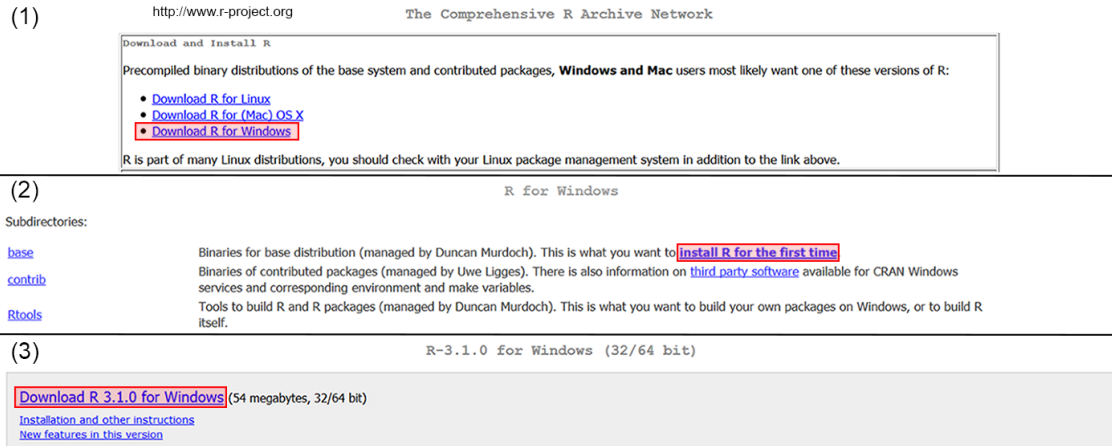 (1)
http://www.r-project.org
The Comprehensive R Archive Network
Download and Install R
Precompiled binary distributions of the base system and contributed packages, Windows and Mac users most likely want one of these versions of R:
• Download R for Linux
• Download R for (Mac) OS X
• Download R for Windows
R is part of many Linux distributions, you should check with your Linux package management system in addition to the link above.
(2)
R for Windows
Subdirectories:
base
Binaries for base distribution (managed by Duncan Murdoch). This is what you want to install R for the first time
contrib
Binaries of contributed packages (managed by Uwe Ligges). There is also information on third party software available for CRAN Windows
services and corresponding environment and make variables.
Rtools
Tools to build R and R packages (managed by Duncan Murdoch). This is what you want to build your own packages on Windows, or to build R
itself.
(3)
R-3.1.0 for Windows (32/64 bit)
Download R 3.1.0 for Windows (54 megabytes, 32/64 bit)
Installation and other instructions
New features in this version